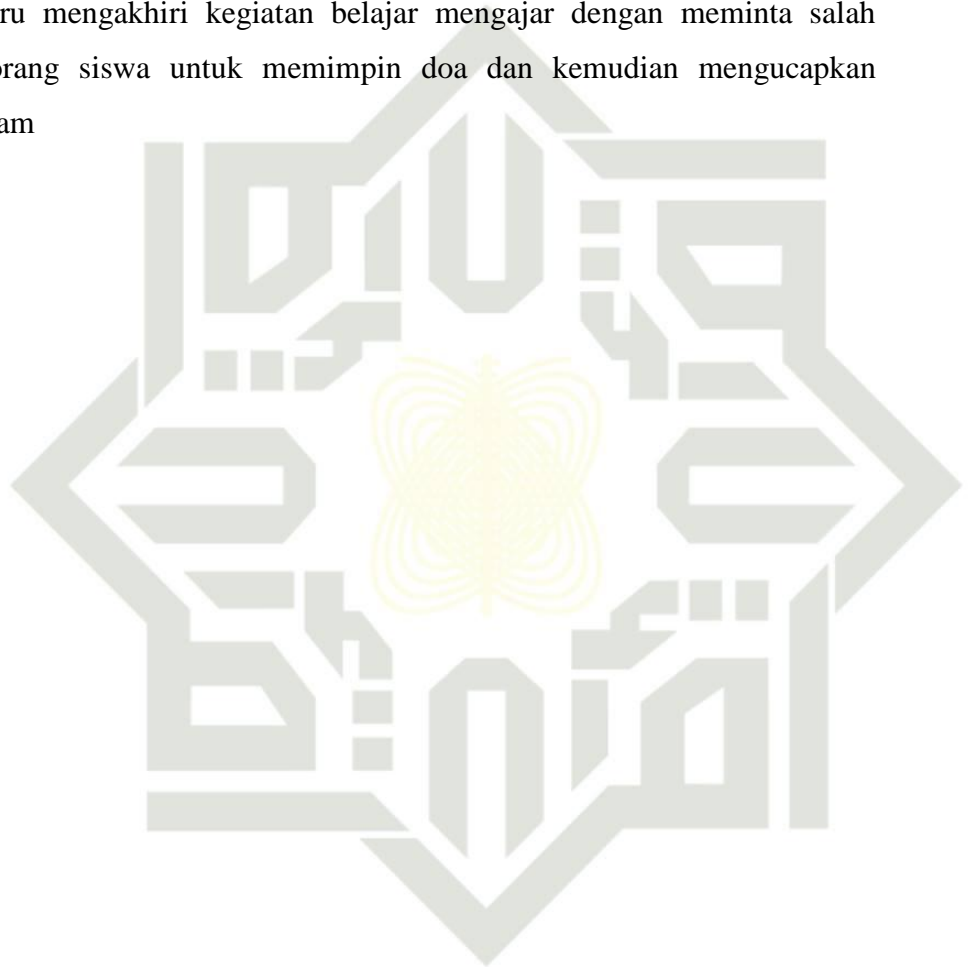 ru mengakhiri kegiatan belajar mengajar dengan meminta salah
orang siswa untuk memimpin doa dan kemudian mengucapkan
am